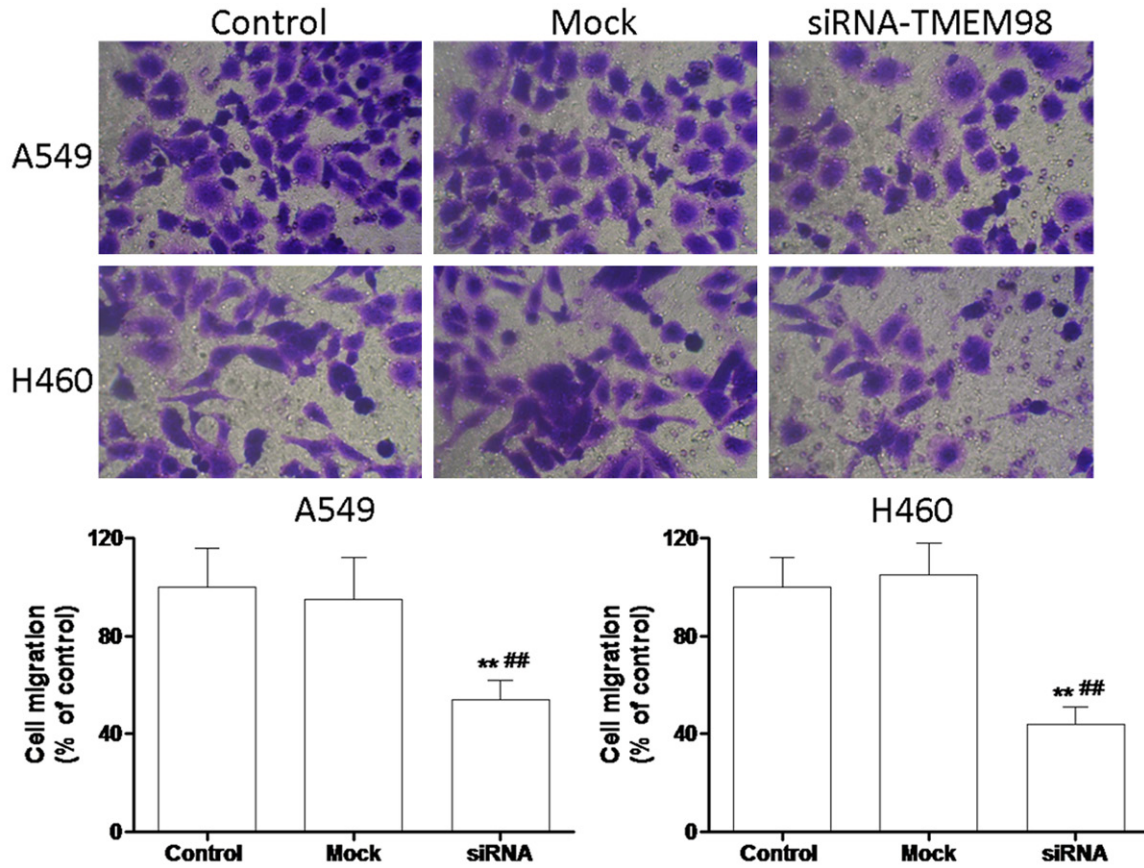 Control Mock siRNA-TMEM98
A549
H460
A549
120
80
40
0
Cell migration
(% of control)
** ##
Control Mock siRNA
H460
120
80
40
0
Cell migration
(% of control)
** ##
Control Mock siRNA